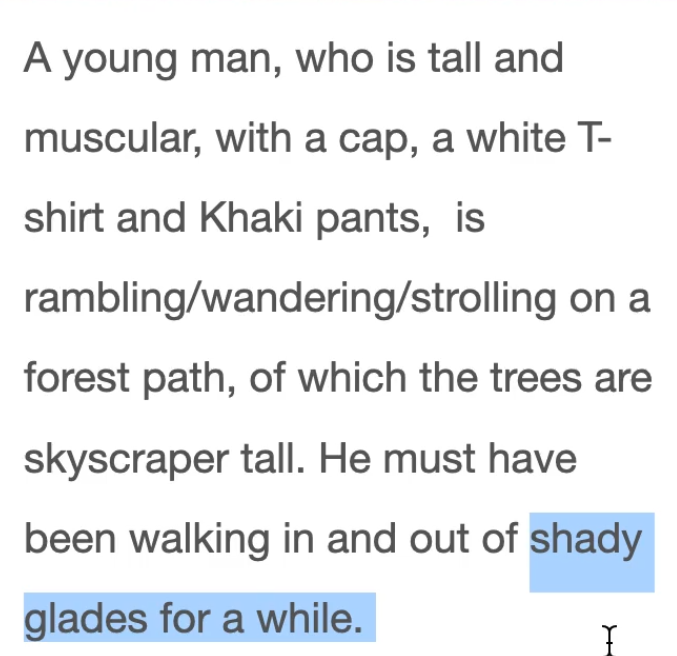 A young man, who is tall and
muscular, with a cap, a white T-
shirt and Khaki pants,  is
rambling/wandering/strolling on a
forest path, of which the trees are
skyscraper tall. He must have
been walking in and out of shady
glades for a while.